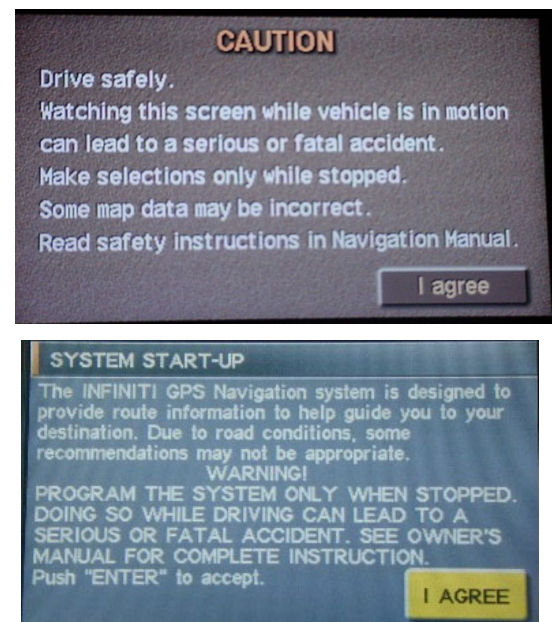 CAUTION
Drive safely.
Watching this screen while vehicle is in motion
can lead to a serious or fatal accident.
Make selections only while stopped.
Some map data may be incorrect.
Read safety instructions in Navigation Manual.
I agree
SYSTEM START-UP
The INFINITI GPS Navigation system is designed to
provide route information to help guide you to your
destination. Due to road conditions, some
recommendations may not be appropriate.
WARNING!
PROGRAM THE SYSTEM ONLY WHEN STOPPED.
DOING SO WHILE DRIVING CAN LEAD TO A
SERIOUS OR FATAL ACCIDENT. SEE OWNER'S
MANUAL FOR COMPLETE INSTRUCTION.
Push "ENTER" to accept.
I AGREE